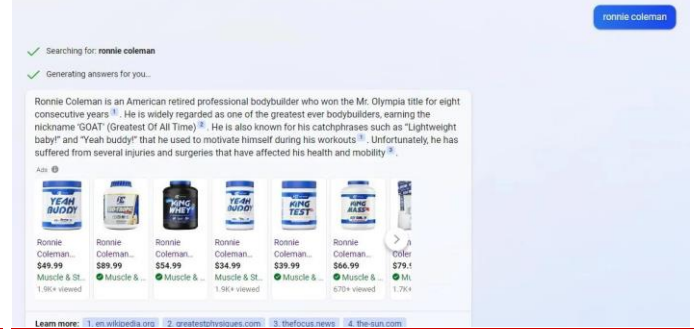 ronnie coleman
Searching for: ronnie coleman
Generating answers for you...
Ronnie Coleman is an American retired professional bodybuilder who won the Mr. Olympia title for eight
consecutive years 1 . He is widely regarded as one of the greatest ever bodybuilders, earning the
nickname 'GOAT' (Greatest Of All Time) 2 . He is also known for his catchphrases such as "Lightweight
baby!" and "Yeah buddy!" that he used to motivate himself during his workouts 1 . Unfortunately, he has
suffered from several injuries and surgeries that have affected his health and mobility 3 .
Ads
YEAH BUDDY
KING WHEY
YEAH BUDDY
KING TEST
KING MASS
Ronnie Ronnie Ronnie Ronnie Ronnie Ronnie
Coleman... Coleman... Coleman... Coleman... Coleman... Coleman...
$49.99 $89.99 $54.99 $34.99 $39.99 $66.99 $79.9
Muscle & St... Muscle & ... Muscle & ... Muscle & St... Muscle & ... Muscle & ...
1.9K+ viewed 1.9K+ viewed 670+ viewed 1.7K+
Learn more: 1. en.wikipedia.org 2. greatestphysiques.com 3. thefocus.news 4. the-sun.com